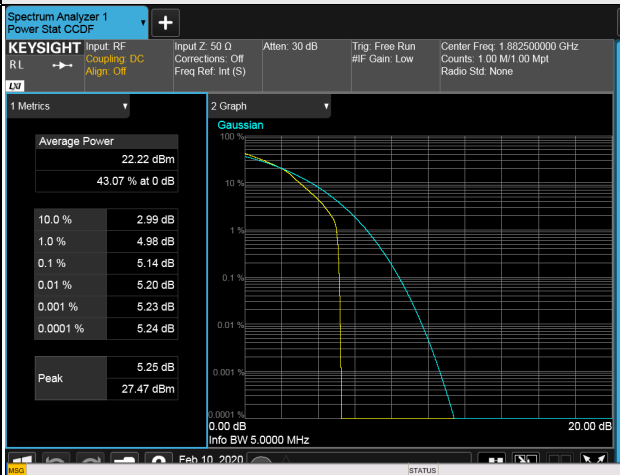 Spectrum Analyzer 1
Power Stat CCDF
KEYSIGHT
RL
LXI
Input: RF
Coupling: DC
Align: Off
Input Z: 50 Ω
Corrections: Off
Freq Ref: Int (S)
Atten: 30 dB
Trig: Free Run
#IF Gain: Low
Center Freq: 1.882500000 GHz
Counts: 1.00 M/1.00 Mpt
Radio Std: None
1 Metrics
Average Power
22.22 dBm
43.07 % at 0 dB
10.0 % 2.99 dB
1.0 % 4.98 dB
0.1 % 5.14 dB
0.01 % 5.20 dB
0.001 % 5.23 dB
0.0001 % 5.24 dB
Peak
5.25 dB
27.47 dBm
2 Graph
Gaussian
100 %
10 %
1 %
0.1 %
0.01 %
0.001 %
0.0001 %
0.00 dB 20.00 dB
Info BW 5.0000 MHz
Feb 10, 2020
MSG STATUS